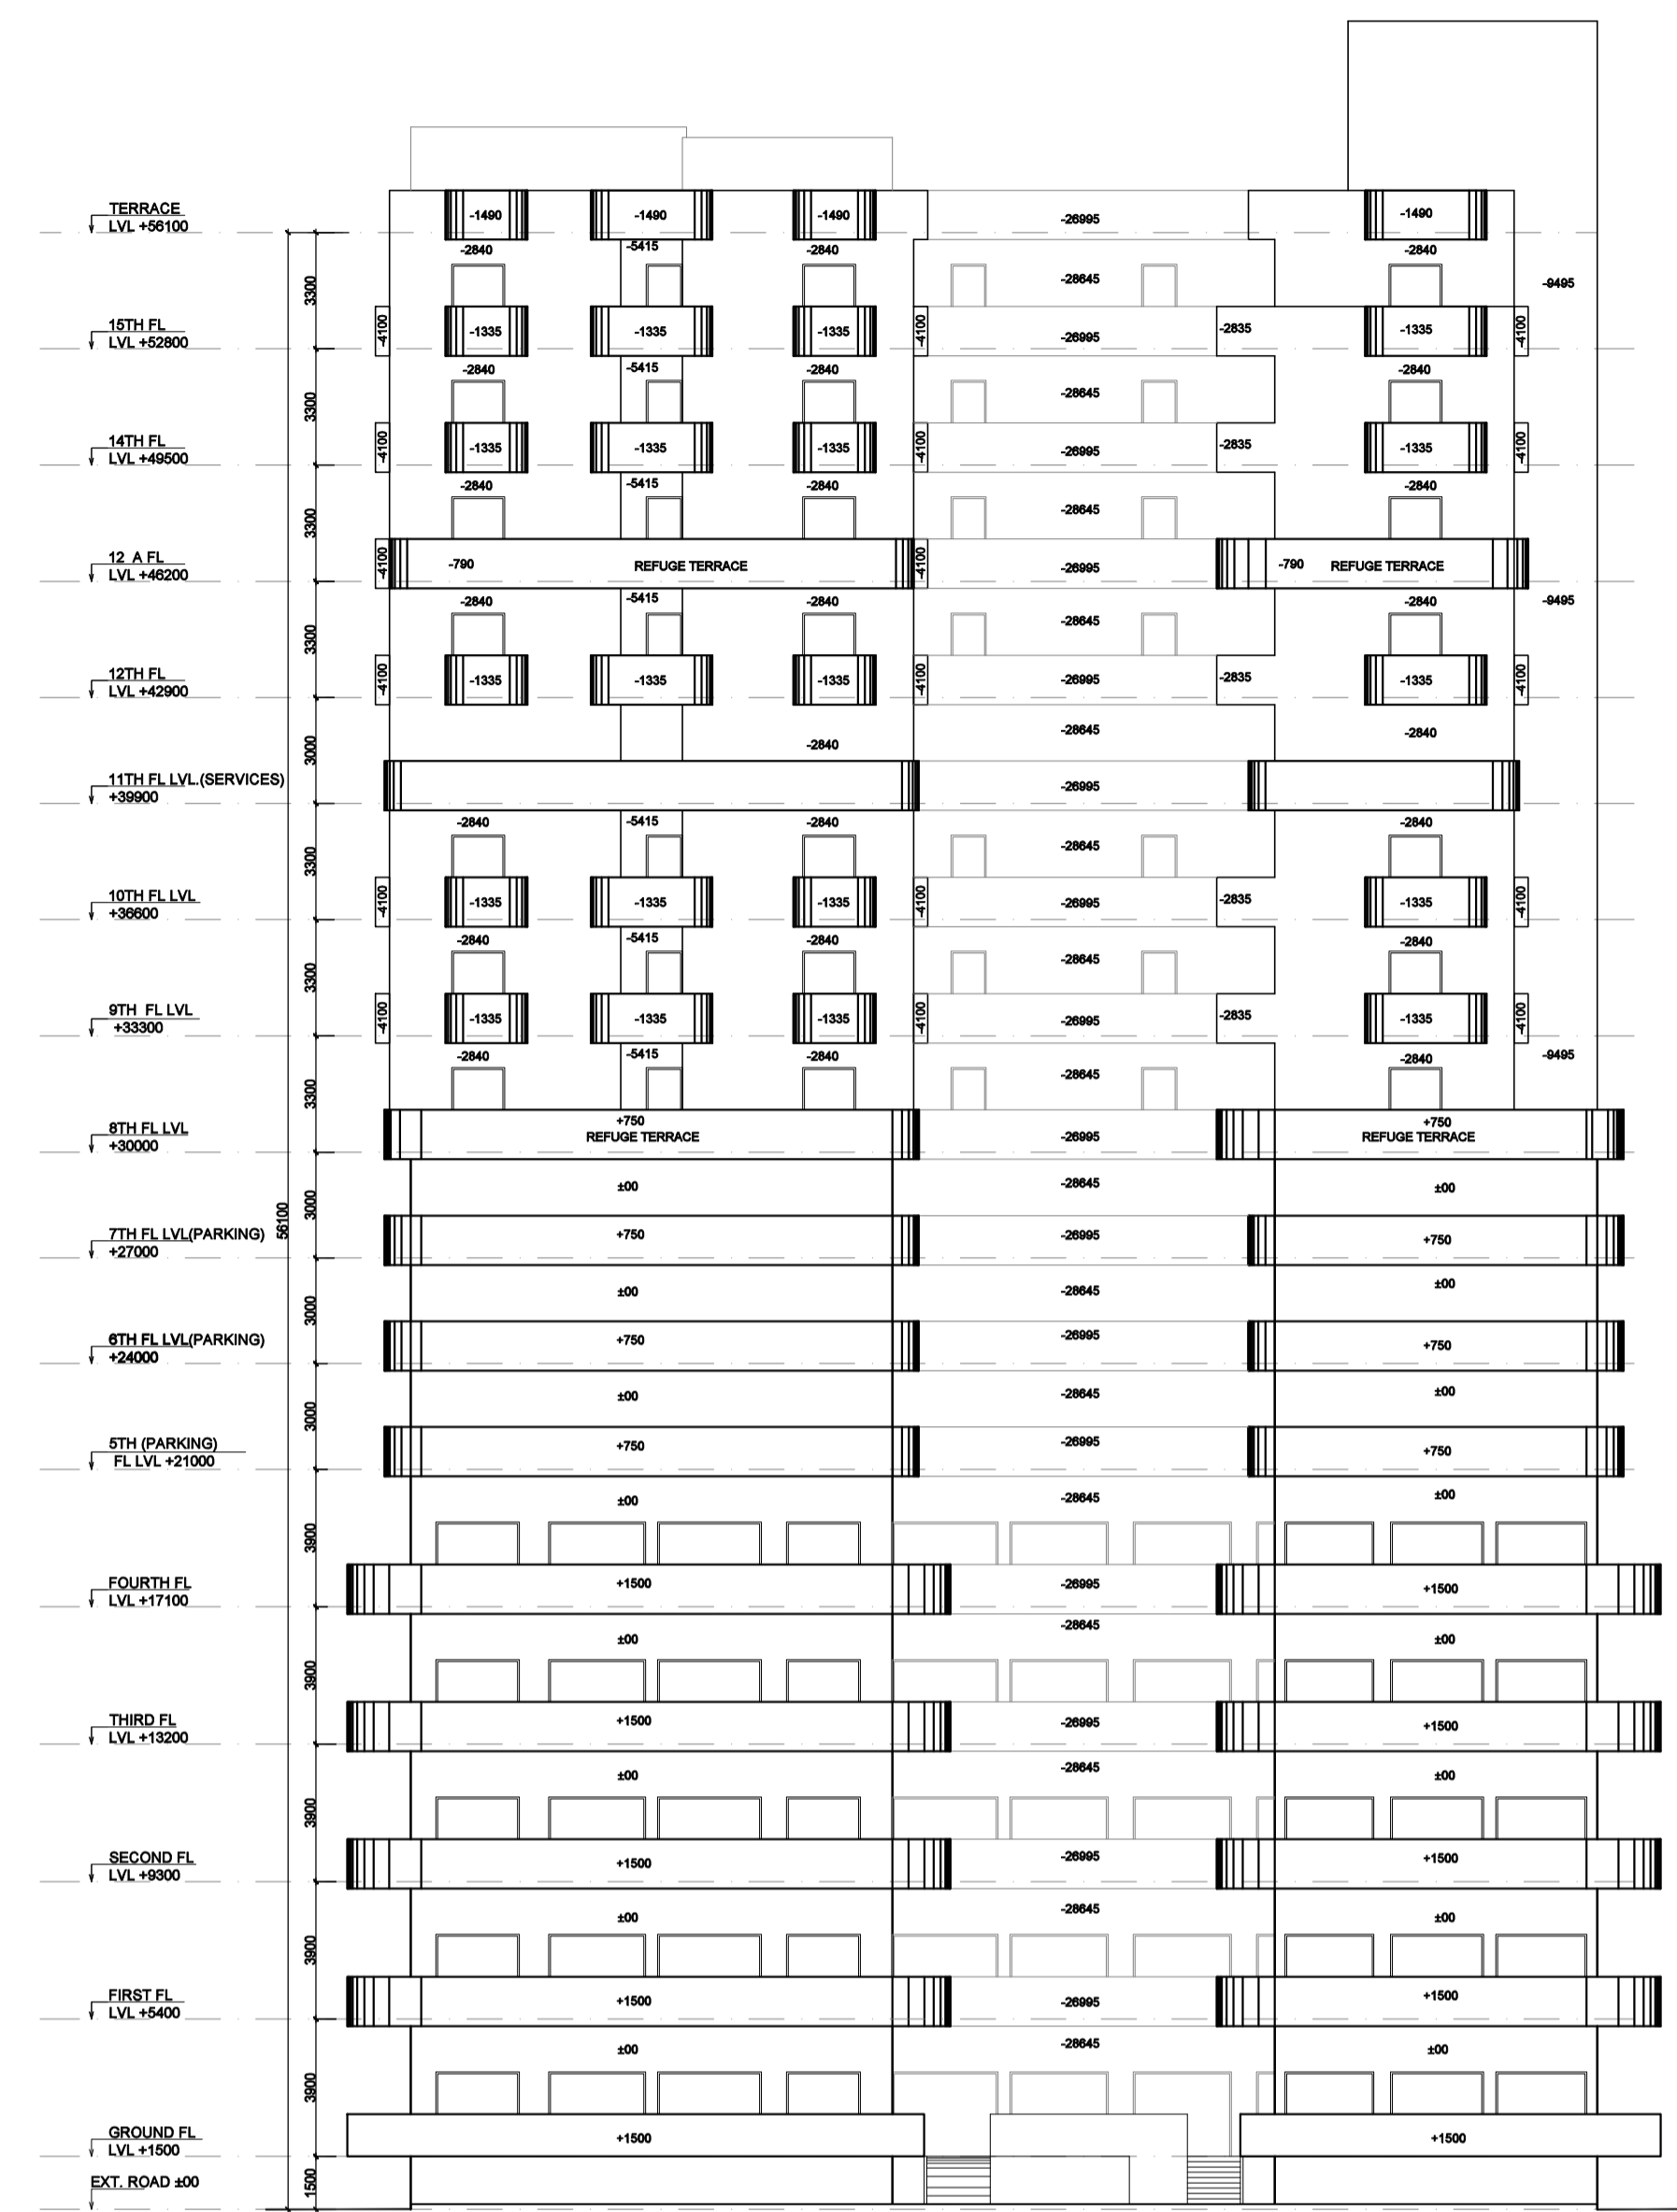 TERRACE
LVL +56100
-1490 -1490 -1490 -26995 -1490
-2840 -5415 -2840 -2840
3300 -28645 -9495
15TH FL
LVL +52800
-4100 -1335 -1335 -1335 -4100 -26995 -2835 -1335 -4100
-2840 -5415 -2840 -2840
3300 -28645
14TH FL
LVL +49500
-4100 -1335 -1335 -1335 -4100 -26995 -2835 -1335 -4100
-2840 -5415 -2840 -2840
3300 -28645
12 A FL
LVL +46200
-4100 -790 REFUGE TERRACE -4100 -26995 -790 REFUGE TERRACE
-2840 -5415 -2840 -2840 -9495
3300 -28645
12TH FL
LVL +42900
-4100 -1335 -1335 -1335 -4100 -26995 -2835 -1335 -4100
3000 -2840 -28645 -2840
11TH FL LVL.(SERVICES)
+39900
-26995
-2840 -5415 -2840 -2840
3300 -28645
10TH FL LVL
+36600
-4100 -1335 -1335 -1335 -4100 -26995 -2835 -1335 -4100
-2840 -5415 -2840 -2840
3300 -28645
9TH FL LVL
+33300
-4100 -1335 -1335 -1335 -4100 -26995 -2835 -1335 -4100
-2840 -5415 -2840 -2840 -9495
3300 -28645
8TH FL LVL
+30000
+750 +750
REFUGE TERRACE -26995 REFUGE TERRACE
56100
3000 ±00 -28645 ±00
7TH FL LVL(PARKING)
+27000
+750 -26995 +750
3000 ±00 -28645 ±00
6TH FL LVL(PARKING)
+24000
+750 -26995 +750
3000 ±00 -28645 ±00
5TH (PARKING)
FL LVL +21000
+750 -26995 +750
3900 ±00 -28645 ±00
FOURTH FL
LVL +17100
+1500 -26995 +1500
3900 ±00 -28645 ±00
THIRD FL
LVL +13200
+1500 -26995 +1500
3900 ±00 -28645 ±00
SECOND FL
LVL +9300
+1500 -26995 +1500
3900 ±00 -28645 ±00
FIRST FL
LVL +5400
+1500 -26995 +1500
3900 ±00 -28645 ±00
GROUND FL
LVL +1500
+1500 +1500
EXT. ROAD ±00
1500